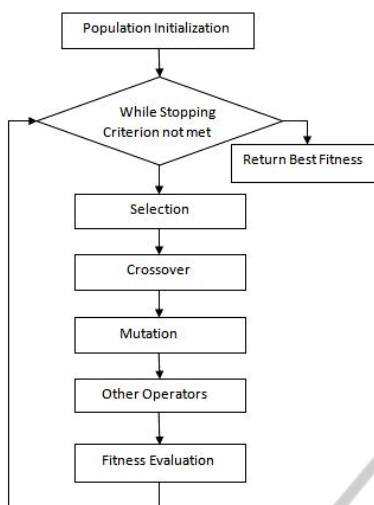 Population Initialization
While Stopping
Criterion not met
Return Best Fitness
Selection
Crossover
Mutation
Other Operators
Fitness Evaluation